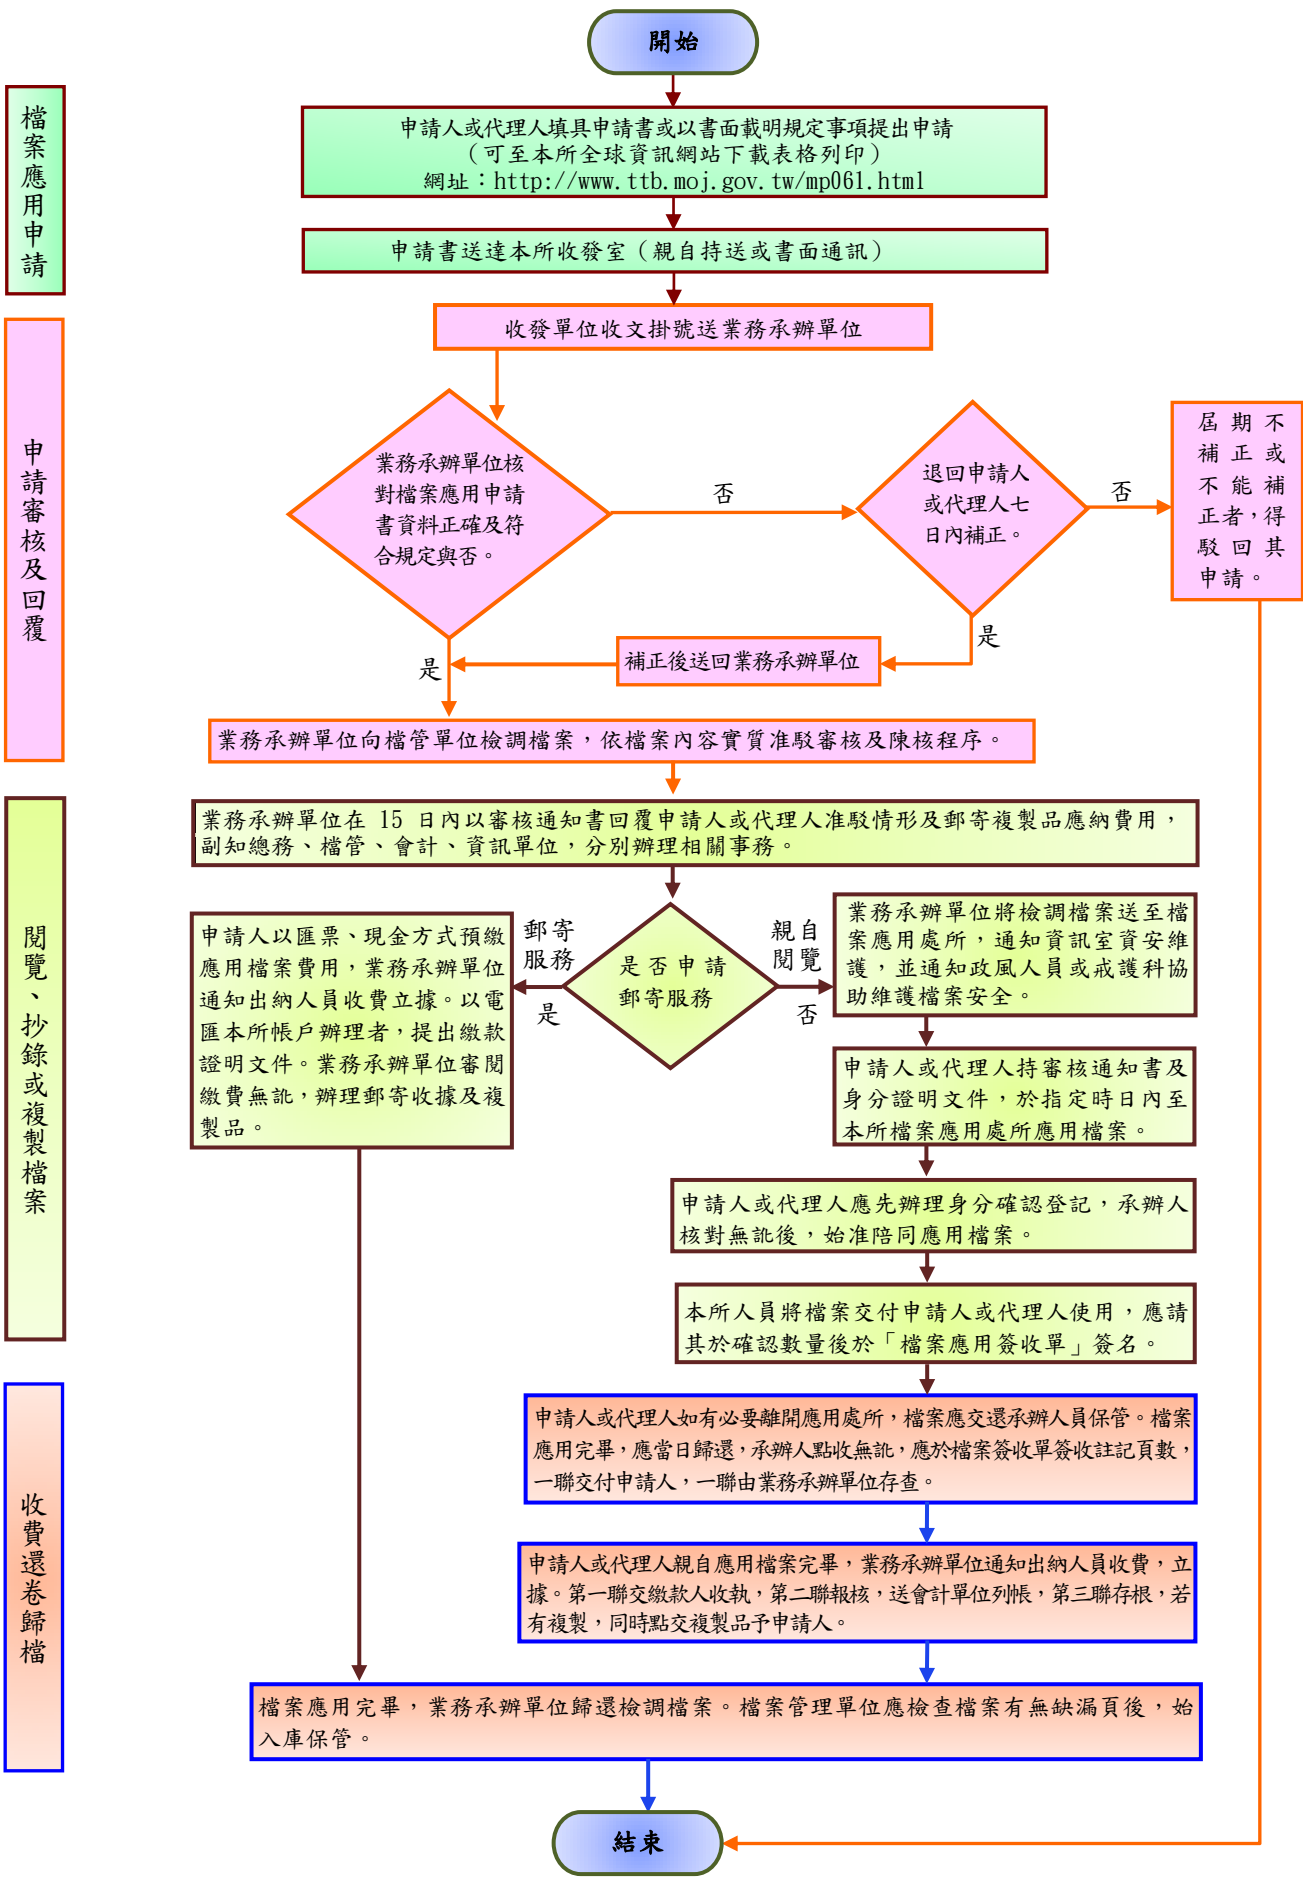 開始
檔案應用申請
申請人或代理人填具申請書或以書面載明規定事項提出申請
（可至本所全球資訊網站下載表格列印）
網址：http://www.ttb.moj.gov.tw/mp061.html
申請書送達本所收發室（親自持送或書面通訊）
申請審核及回覆
收發單位收文掛號送業務承辦單位
業務承辦單位核
對檔案應用申請
書資料正確及符
合規定與否。
否
退回申請人
或代理人七
日內補正。
否
屆期不
補正或
不能補
正者，得
駁回其
申請。
是
補正後送回業務承辦單位
是
業務承辦單位向檔管單位檢調檔案，依檔案內容實質准駁審核及陳核程序。
閱覽、抄錄或複製檔案
業務承辦單位在 15 日內以審核通知書回覆申請人或代理人准駁情形及郵寄複製品應納費用，
副知總務、檔管、會計、資訊單位，分別辦理相關事務。
是否申請
郵寄服務
郵寄
服務
是
親自
閱覽
否
申請人以匯票、現金方式預繳
應用檔案費用，業務承辦單位
通知出納人員收費立據。以電
匯本所帳戶辦理者，提出繳款
證明文件。業務承辦單位審閱
繳費無訛，辦理郵寄收據及複
製品。
業務承辦單位將檢調檔案送至檔
案應用處所，通知資訊室資安維
護，並通知政風人員或戒護科協
助維護檔案安全。
申請人或代理人持審核通知書及
身分證明文件，於指定時日內至
本所檔案應用處所應用檔案。
申請人或代理人應先辦理身分確認登記，承辦人
核對無訛後，始准陪同應用檔案。
本所人員將檔案交付申請人或代理人使用，應請
其於確認數量後於「檔案應用簽收單」簽名。
收費還卷歸檔
申請人或代理人如有必要離開應用處所，檔案應交還承辦人員保管。檔案
應用完畢，應當日歸還，承辦人點收無訛，應於檔案簽收單簽收註記頁數，
一聯交付申請人，一聯由業務承辦單位存查。
申請人或代理人親自應用檔案完畢，業務承辦單位通知出納人員收費，立
據。第一聯交繳款人收執，第二聯報核，送會計單位列帳，第三聯存根，若
有複製，同時點交複製品予申請人。
檔案應用完畢，業務承辦單位歸還檢調檔案。檔案管理單位應檢查檔案有無缺漏頁後，始
入庫保管。
結束